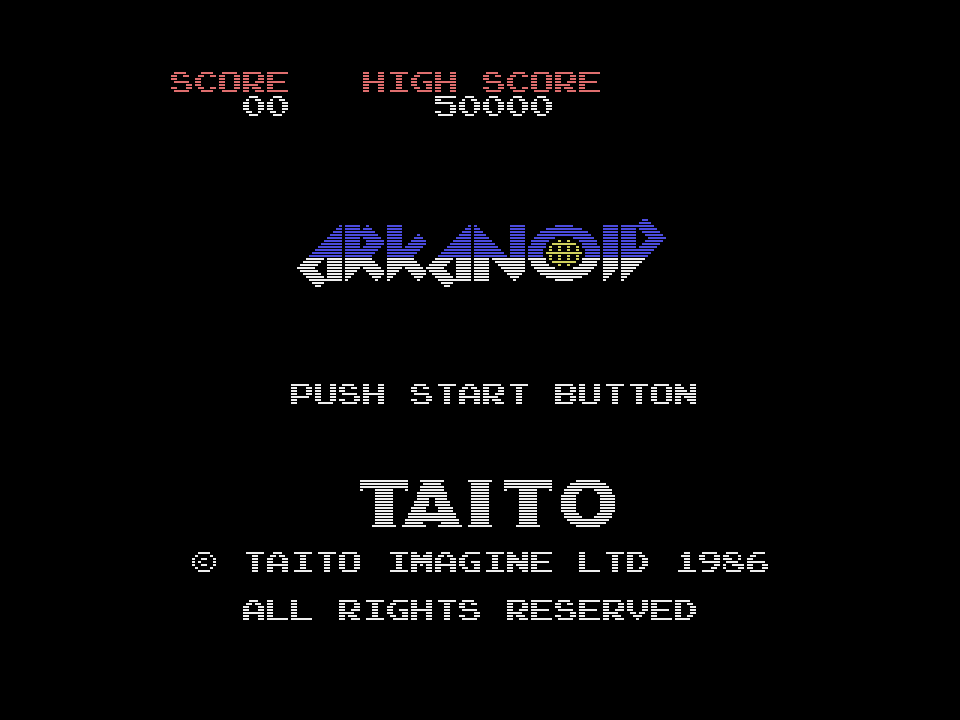 SCORE HIGH SCORE
00 50000
ARKANOID
PUSH START BUTTON
TAITO
© TAITO IMAGINE LTD 1986
ALL RIGHTS RESERVED